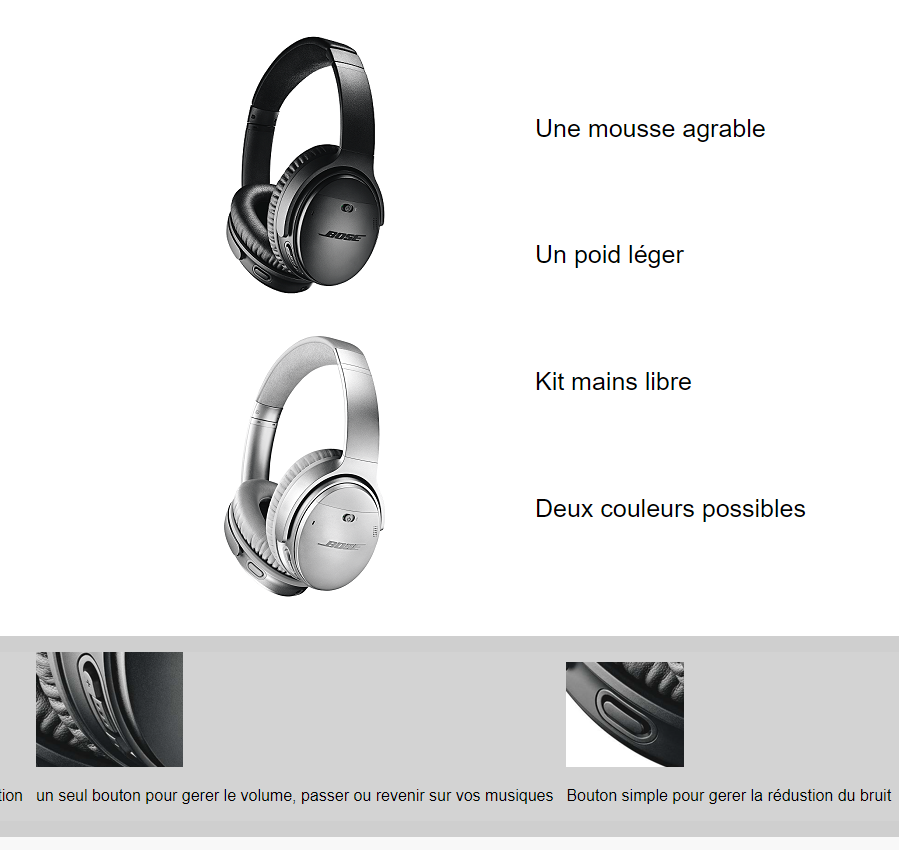 Une mousse agrable
BOSE
Un poid léger
Kit mains libre
Deux couleurs possibles
BOSE
tion un seul bouton pour gerer le volume, passer ou revenir sur vos musiques Bouton simple pour gerer la rédustion du bruit